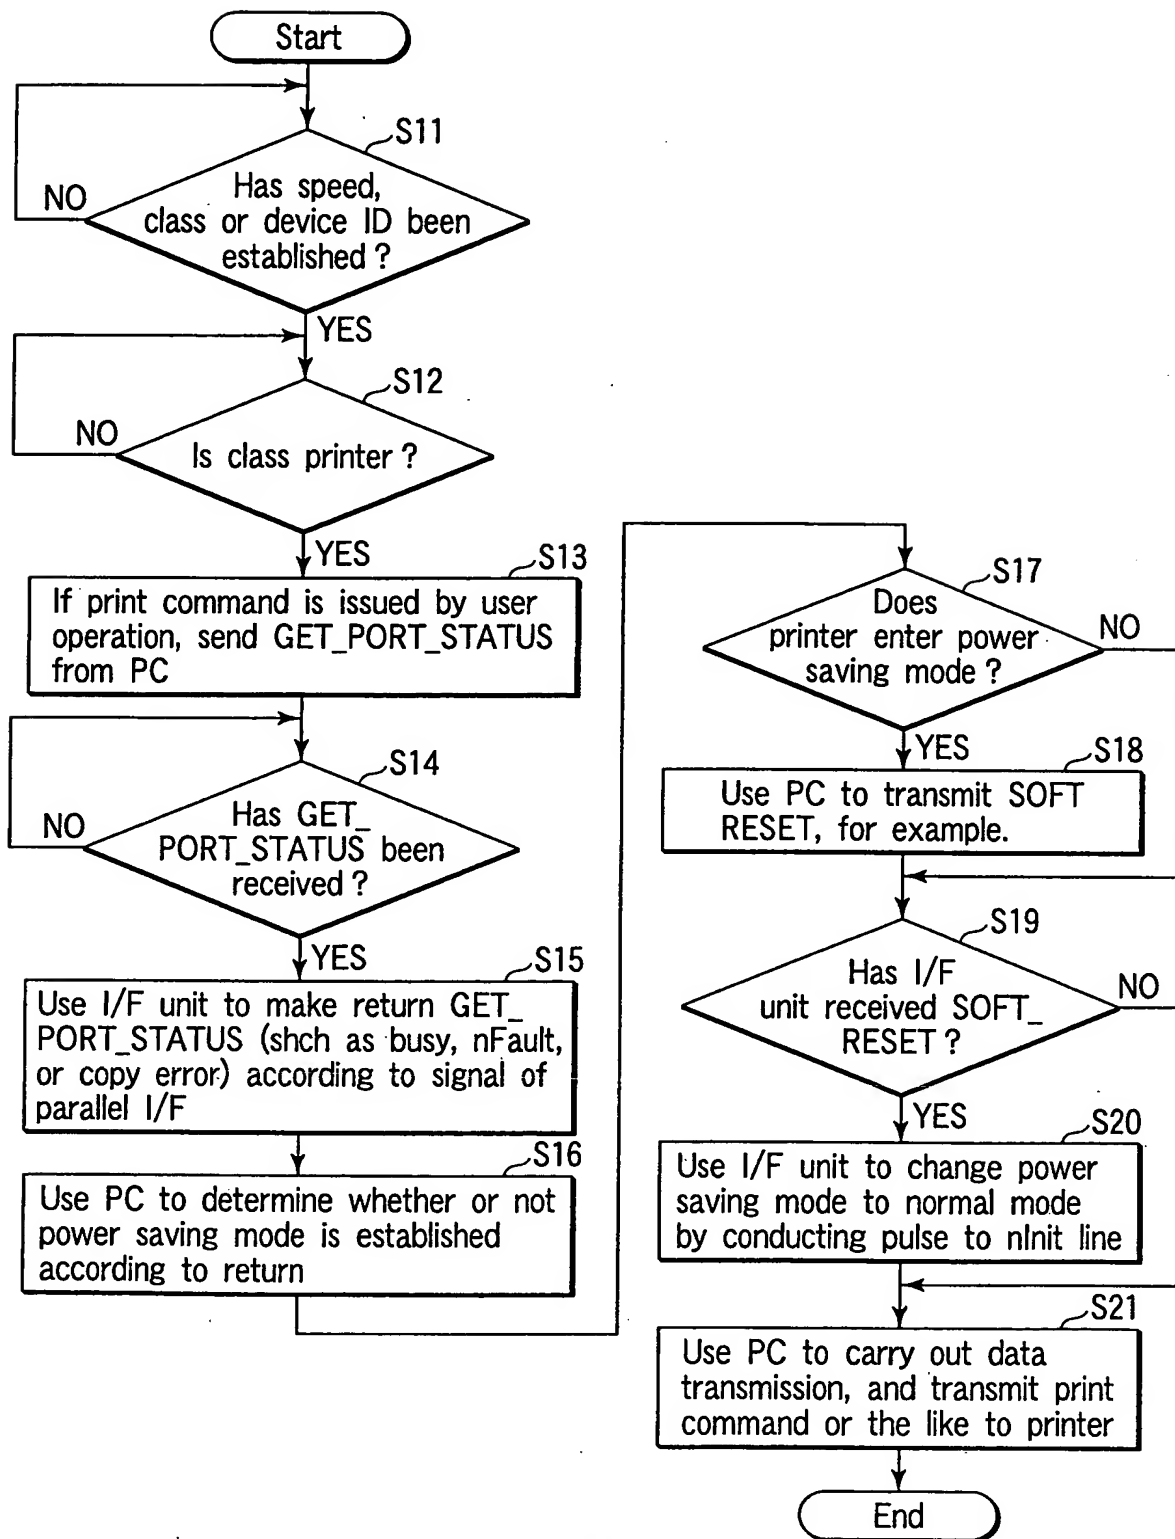 Start
S11
Has speed,
class or device ID been
established ?
NO
YES
S12
Is class printer ?
NO
YES
S13
If print command is issued by user
operation, send GET_PORT_STATUS
from PC
S14
Has GET_
PORT_STATUS been
received ?
NO
YES
S15
Use I/F unit to make return GET_
PORT_STATUS (shch as busy, nFault,
or copy error) according to signal of
parallel I/F
S16
Use PC to determine whether or not
power saving mode is established
according to return
S17
Does
printer enter power
saving mode ?
NO
YES
S18
Use PC to transmit SOFT
RESET, for example.
S19
Has I/F
unit received SOFT_
RESET ?
NO
YES
S20
Use I/F unit to change power
saving mode to normal mode
by conducting pulse to nInit line
S21
Use PC to carry out data
transmission, and transmit print
command or the like to printer
End